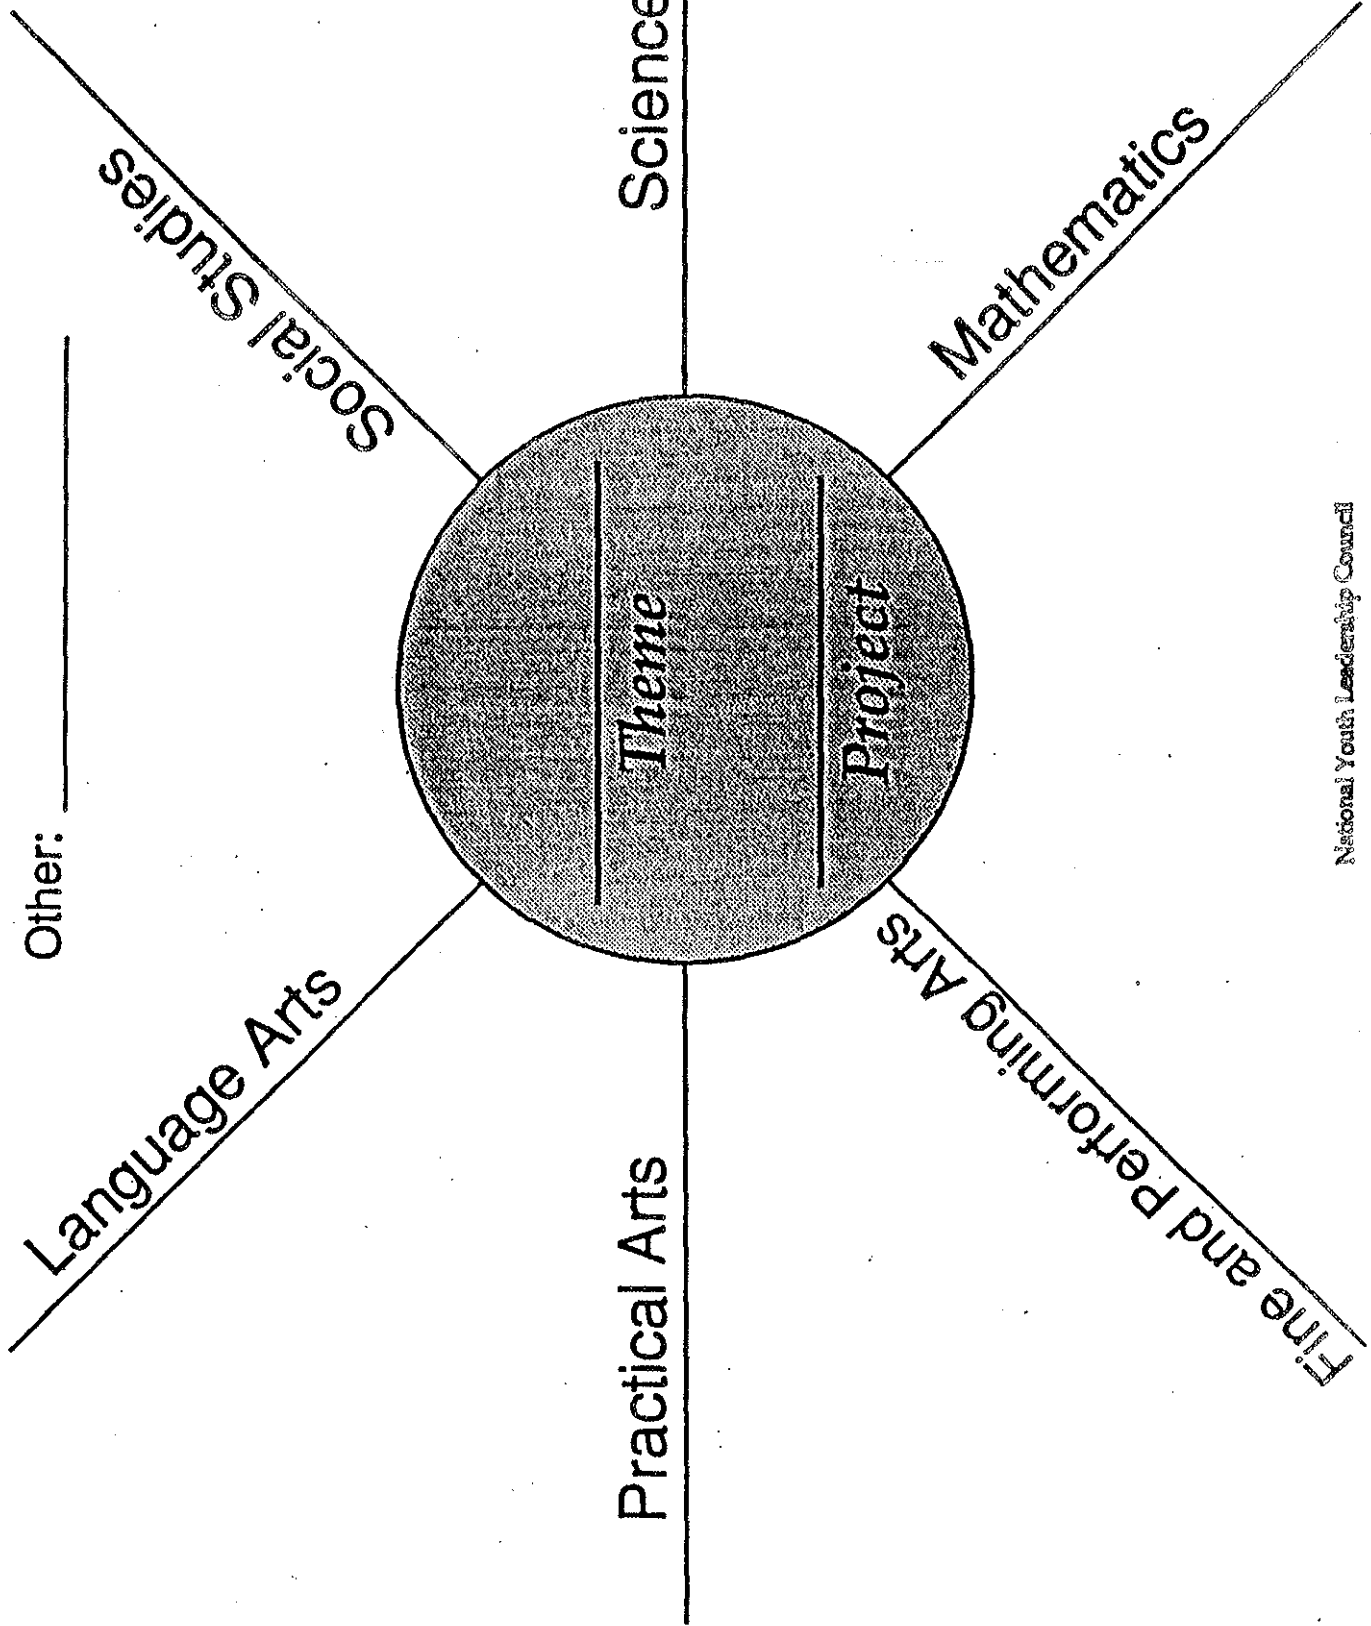 Other:
Language Arts
Social Studies
Practical Arts
Theme
Project
Science
Fine and Performing Arts
Mathematics
National Youth Leadership Council